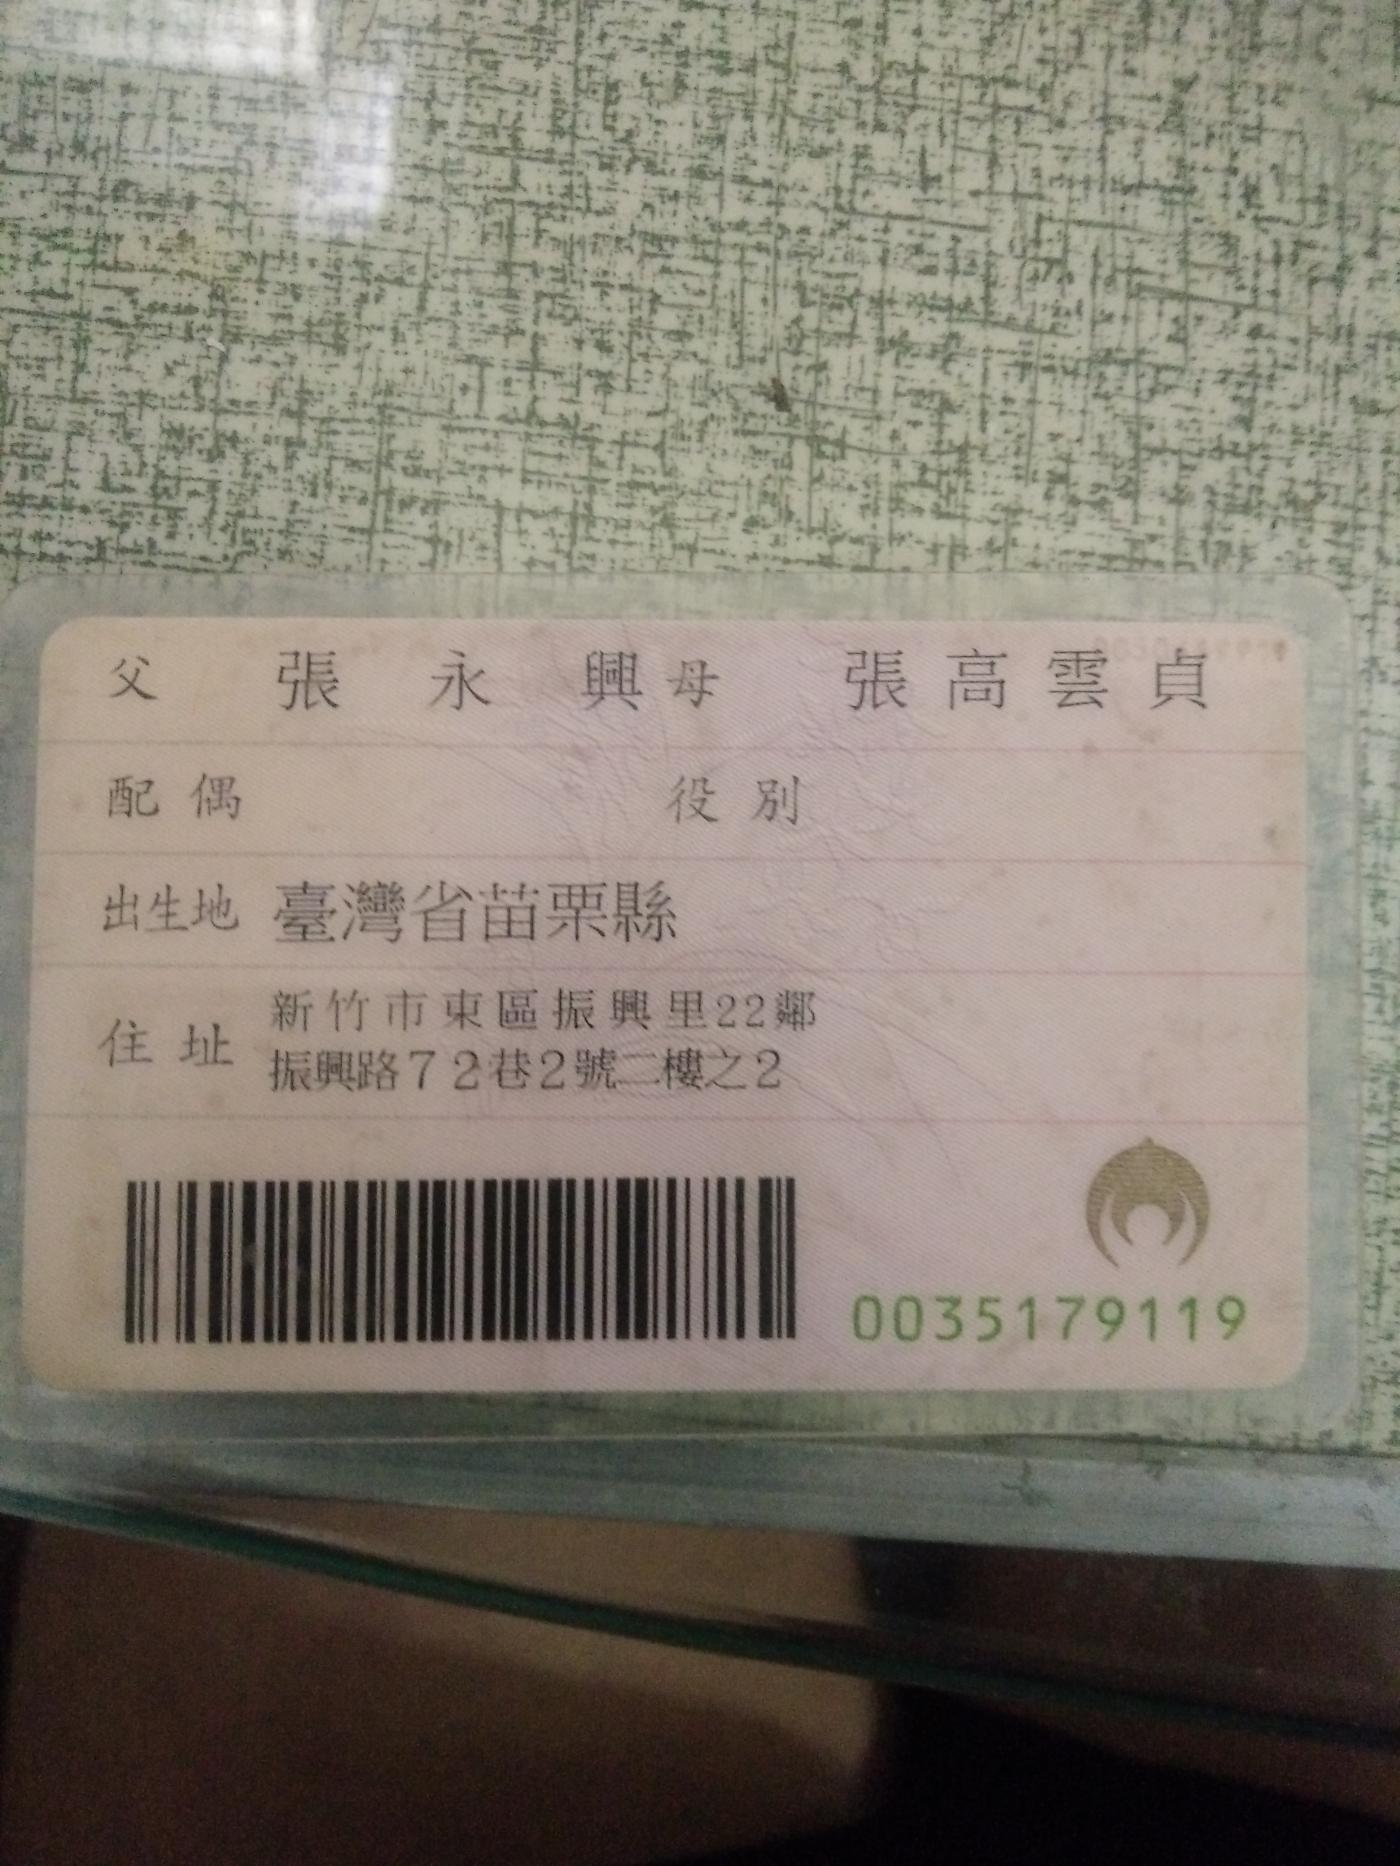 父 張永興 母 張高雲貞
配偶 役別
出生地 臺灣省苗栗縣
住址 新竹市東區振興里22鄰
振興路72巷2號二樓之2
0035179119